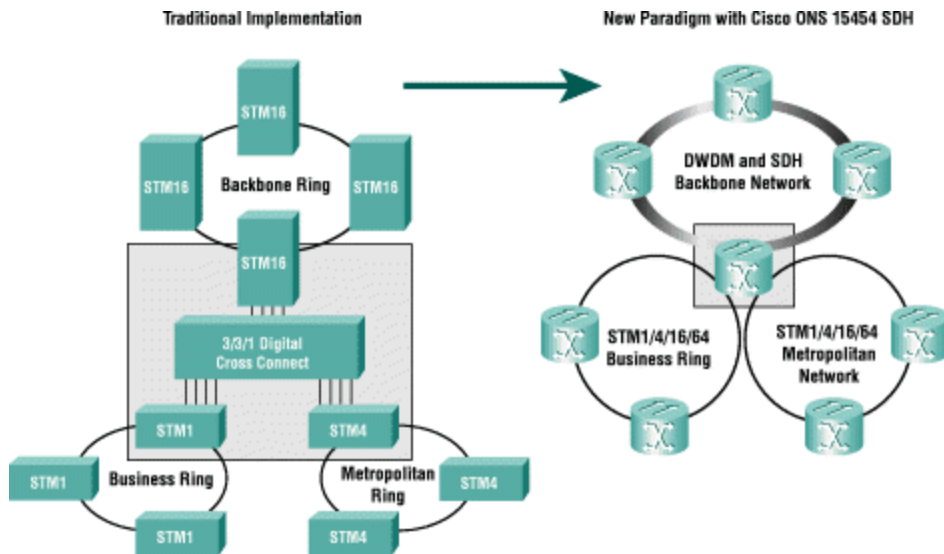 Traditional Implementation
New Paradigm with Cisco ONS 15454 SDH
STM16
STM16
Backbone Ring
STM16
STM16
3/3/1 Digital
Cross Connect
STM1
STM4
STM1
Business Ring
Metropolitan
Ring
STM4
STM1
STM4
DWDM and SDH
Backbone Network
STM1/4/16/64
Business Ring
STM1/4/16/64
Metropolitan
Network